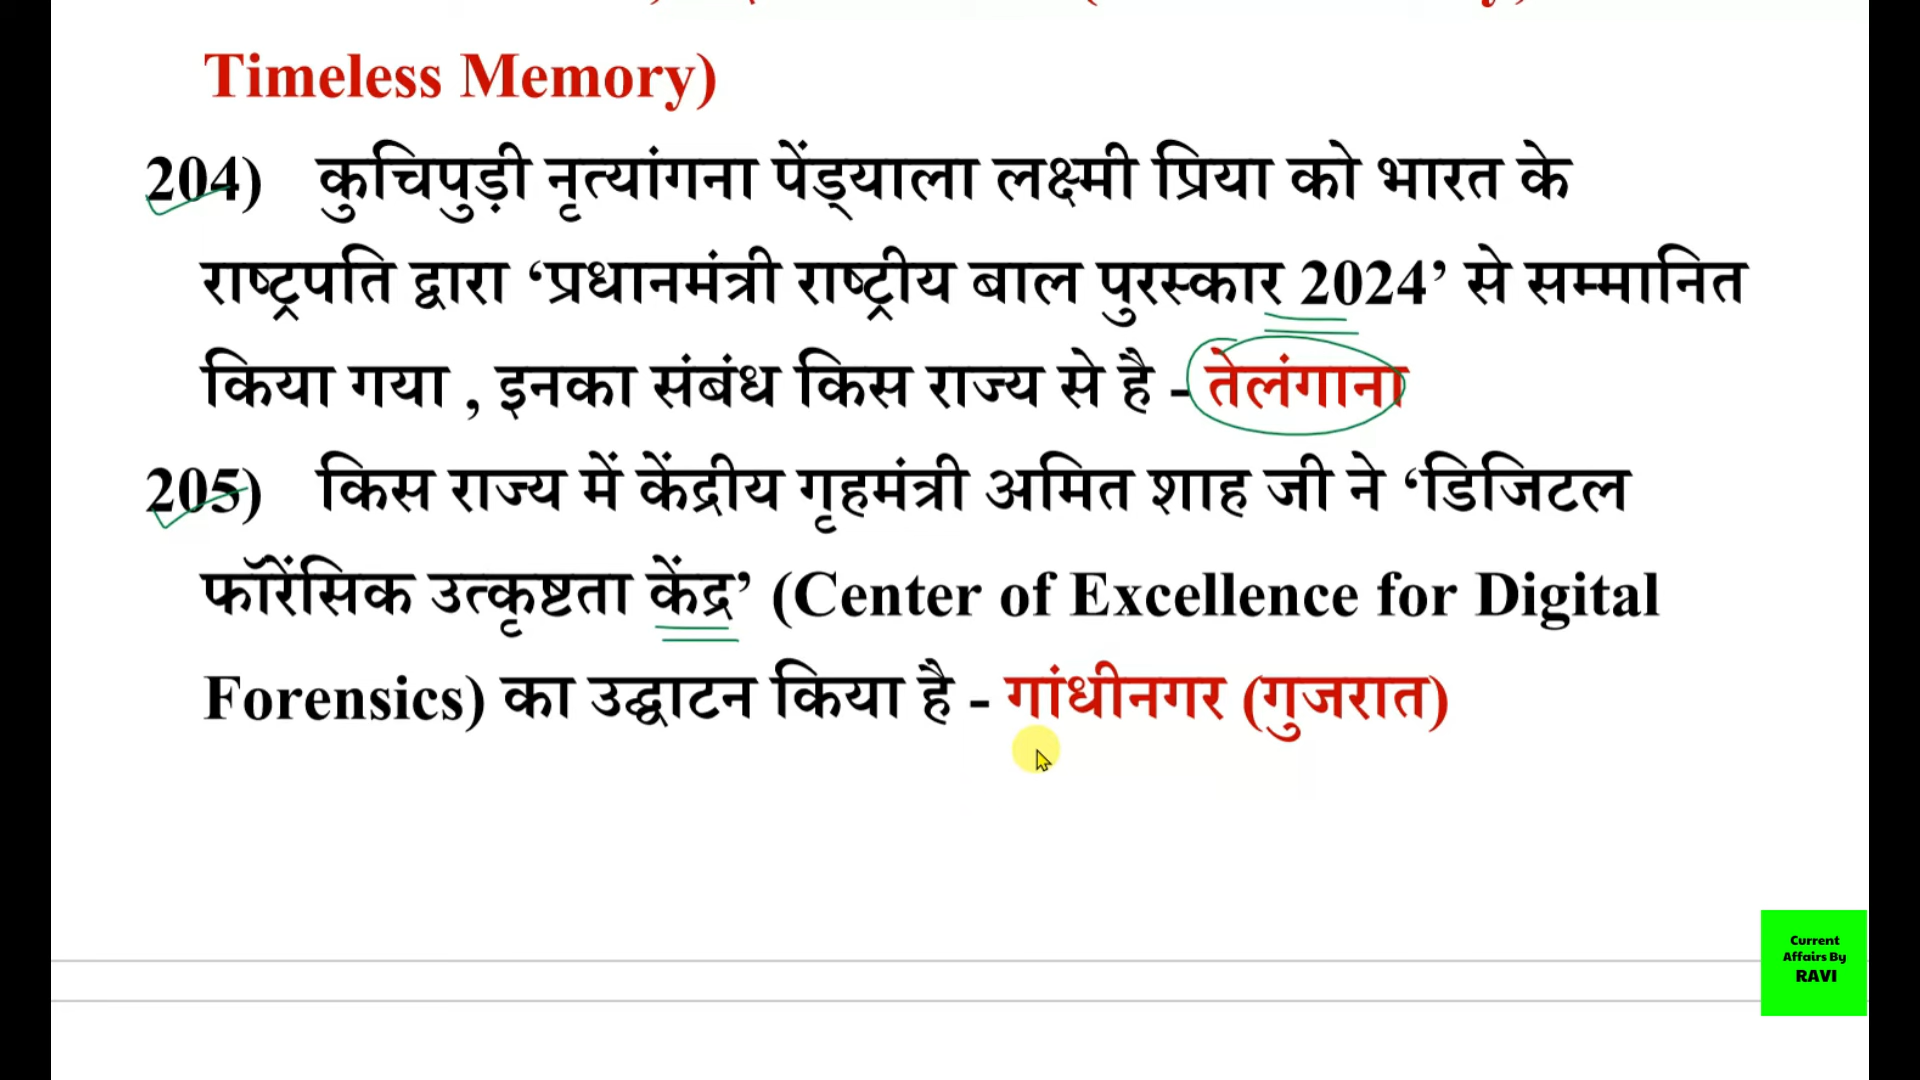 Timeless Memory)
204) कुचिपुड़ी नृत्यांगना पेंड्याला लक्ष्मी प्रिया को भारत के
राष्ट्रपति द्वारा ‘प्रधानमंत्री राष्ट्रीय बाल पुरस्कार 2024’ से सम्मानित
किया गया , इनका संबंध किस राज्य से है - तेलंगाना
205) किस राज्य में केंद्रीय गृहमंत्री अमित शाह जी ने ‘डिजिटल
फॉरेंसिक उत्कृष्टता केंद्र’ (Center of Excellence for Digital
Forensics) का उद्घाटन किया है - गांधीनगर (गुजरात)
Current
Affairs By
RAVI